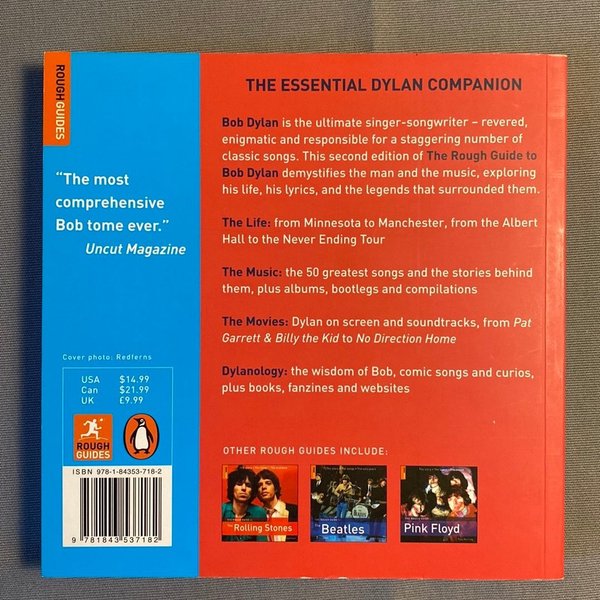 ROUGH GUIDES
"The most
comprehensive
Bob tome ever."
Uncut Magazine
Cover photo: Redferns
USA $14.99
Can $21.99
UK £9.99
ROUGH
GUIDES
ISBN 978-1-84353-718-2
9 781843 537182
THE ESSENTIAL DYLAN COMPANION
Bob Dylan is the ultimate singer-songwriter – revered,
enigmatic and responsible for a staggering number of
classic songs. This second edition of The Rough Guide to
Bob Dylan demystifies the man and the music, exploring
his life, his lyrics, and the legends that surrounded them.
The Life: from Minnesota to Manchester, from the Albert
Hall to the Never Ending Tour
The Music: the 50 greatest songs and the stories behind
them, plus albums, bootlegs and compilations
The Movies: Dylan on screen and soundtracks, from Pat
Garrett & Billy the Kid to No Direction Home
Dylanology: the wisdom of Bob, comic songs and curios,
plus books, fanzines and websites
OTHER ROUGH GUIDES INCLUDE:
Rolling Stones
Beatles
Pink Floyd